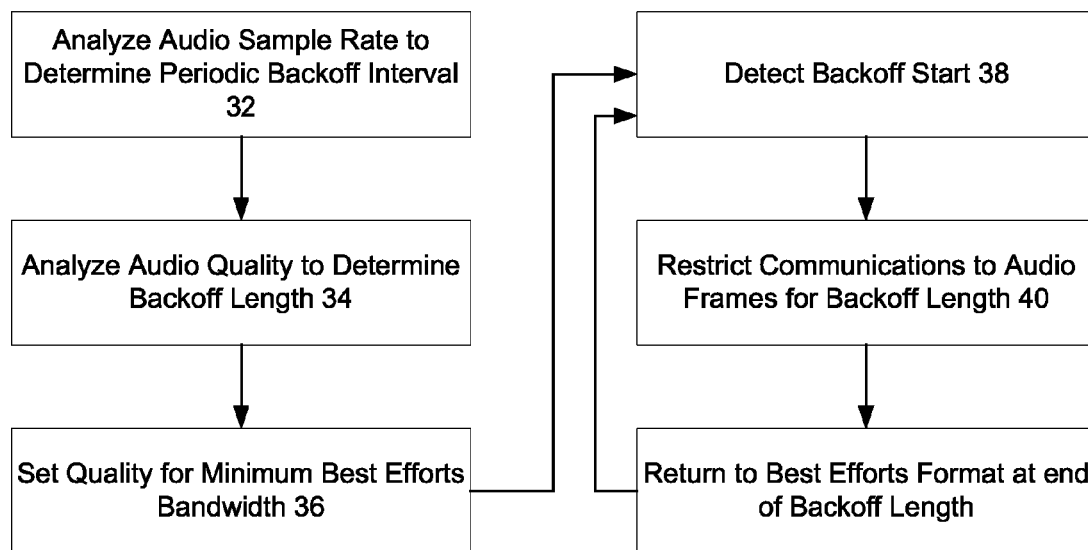 Analyze Audio Sample Rate to
Determine Periodic Backoff Interval
32
Analyze Audio Quality to Determine
Backoff Length 34
Set Quality for Minimum Best Efforts
Bandwidth 36
Detect Backoff Start 38
Restrict Communications to Audio
Frames for Backoff Length 40
Return to Best Efforts Format at end
of Backoff Length